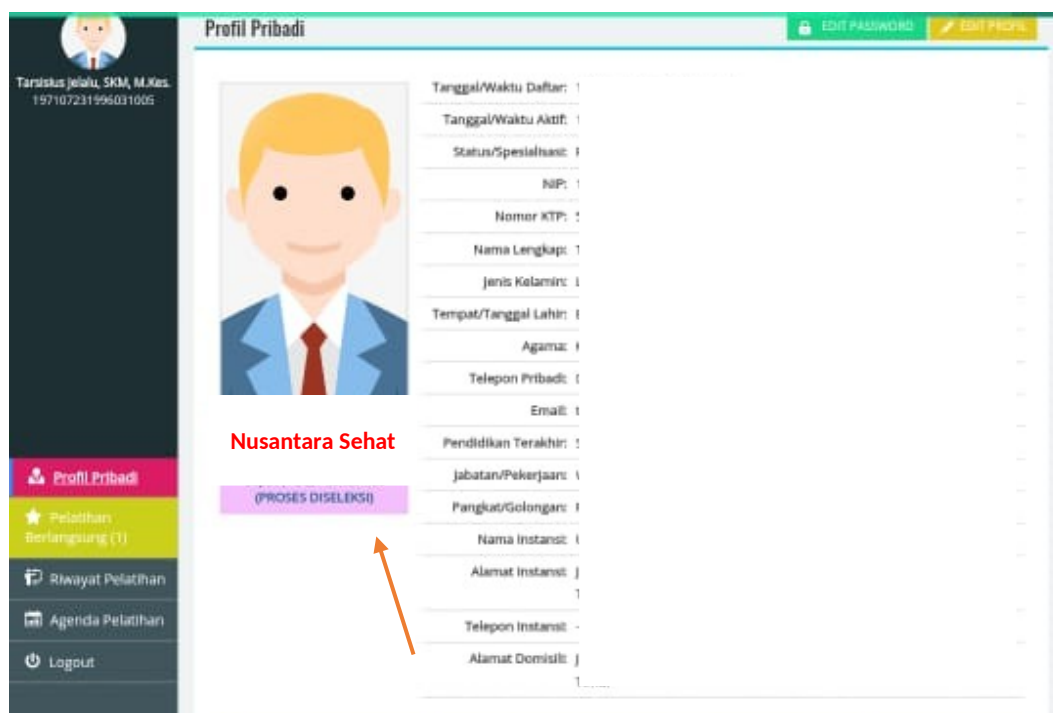 Tarsisius Jelalu, SKM, M.Kes.
197107231996031005
Profil Pribadi
Pelatihan
Berlangsung (1)
Riwayat Pelatihan
Agenda Pelatihan
Logout
Profil Pribadi
EDIT PASSWORD
EDIT PROFIL
Nusantara Sehat
(PROSES DISELEKSI)
Tanggal/Waktu Daftar:
Tanggal/Waktu Aktif:
Status/Spesialisasi:
NIP:
Nomor KTP:
Nama Lengkap:
Jenis Kelamin:
Tempat/Tanggal Lahir:
Agama:
Telepon Pribadi:
Email:
Pendidikan Terakhir:
Jabatan/Pekerjaan:
Pangkat/Golongan:
Nama Instansi:
Alamat Instansi:
Telepon Instansi: -
Alamat Domisili: